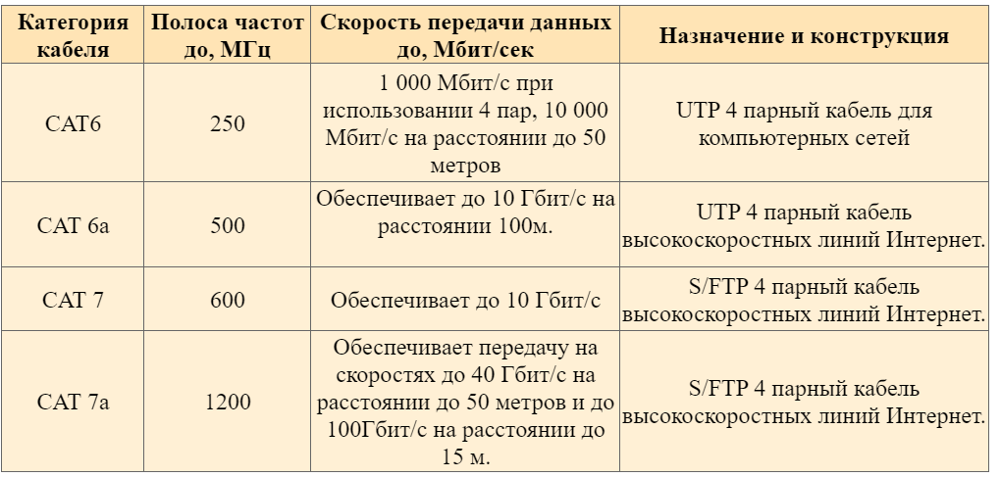 Категория
кабеля
Полоса частот
до, МГц
Скорость передачи данных
до, Мбит/сек
Назначение и конструкция
CAT6
250
1 000 Мбит/с при
использовании 4 пар, 10 000
Мбит/с на расстоянии до 50
метров
UTP 4 парный кабель для
компьютерных сетей
CAT 6a
500
Обеспечивает до 10 Гбит/с на
расстоянии 100м.
UTP 4 парный кабель
высокоскоростных линий Интернет.
CAT 7
600
Обеспечивает до 10 Гбит/с
S/FTP 4 парный кабель
высокоскоростных линий Интернет.
CAT 7a
1200
Обеспечивает передачу на
скоростях до 40 Гбит/с на
расстоянии до 50 метров и до
100Гбит/с на расстоянии до
15 м.
S/FTP 4 парный кабель
высокоскоростных линий Интернет.